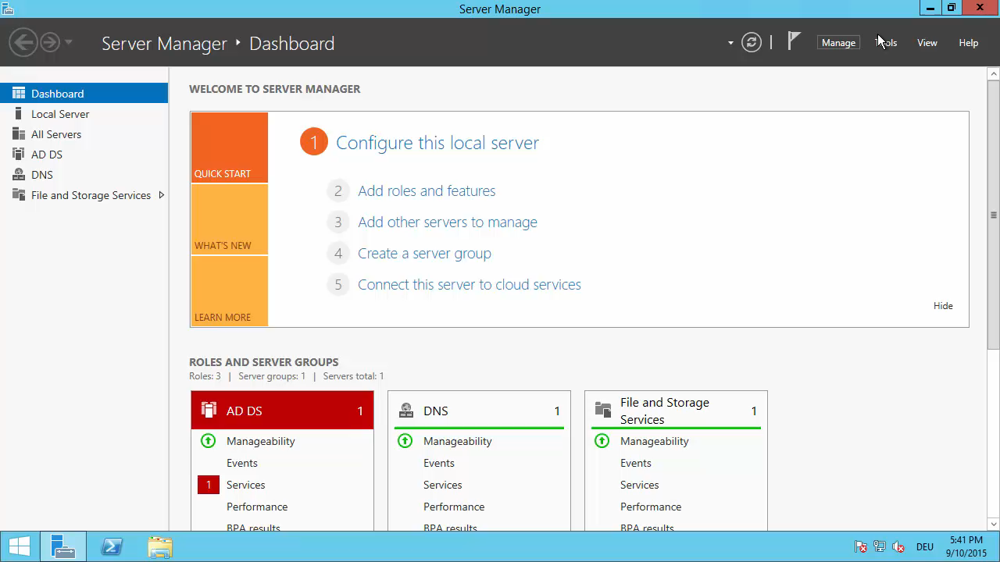 Server Manager
Server Manager • Dashboard
Manage
Tools
View
Help
Dashboard
Local Server
All Servers
AD DS
DNS
File and Storage Services
WELCOME TO SERVER MANAGER
QUICK START
WHAT'S NEW
LEARN MORE
1 Configure this local server
2 Add roles and features
3 Add other servers to manage
4 Create a server group
5 Connect this server to cloud services
Hide
ROLES AND SERVER GROUPS
Roles: 3 | Server groups: 1 | Servers total: 1
AD DS 1
Manageability
Events
1 Services
Performance
BPA results
DNS 1
Manageability
Events
Services
Performance
BPA results
File and Storage
Services 1
Manageability
Events
Services
Performance
BPA results
DEU
5:41 PM
9/10/2015